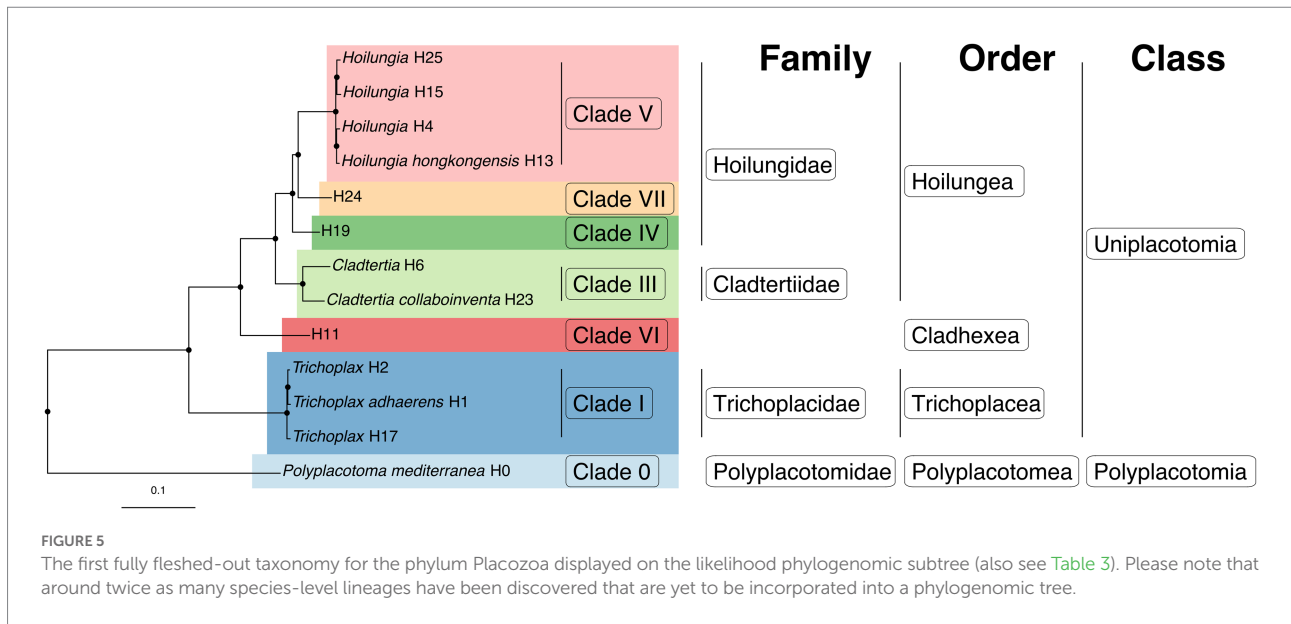 Family Order Class
Hoilungia H25
Hoilungia H15
Clade V
Hoilungia H4
Hoilungia hongkongensis H13
Hoilungidae
Hoilungea
H24
Clade VII
H19
Clade IV
Uniplacotomia
Cladtertia H6
Clade III
Cladtertiidae
Cladtertia collaboinventa H23
H11
Clade VI
Cladhexea
Trichoplax H2
Trichoplax adhaerens H1
Clade I
Trichoplacidae
Trichoplacea
Trichoplax H17
Polyplacotoma mediterranea H0
Clade 0
Polyplacotomidae
Polyplacotomea
Polyplacotomia
0.1
FIGURE 5
The first fully fleshed-out taxonomy for the phylum Placozoa displayed on the likelihood phylogenomic subtree (also see Table 3). Please note that
around twice as many species-level lineages have been discovered that are yet to be incorporated into a phylogenomic tree.